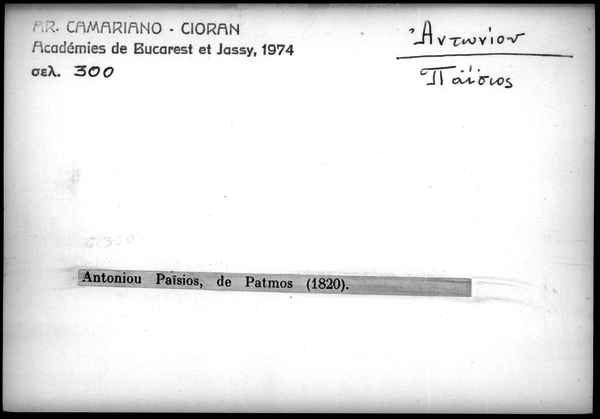 AR. CAMARIANO - CIORAN
Académies de Bucarest et Jassy, 1974
σελ. 300
Ἀντωνίου
Παΐσιος
σ. 300
Antoniou Païsios, de Patmos (1820).